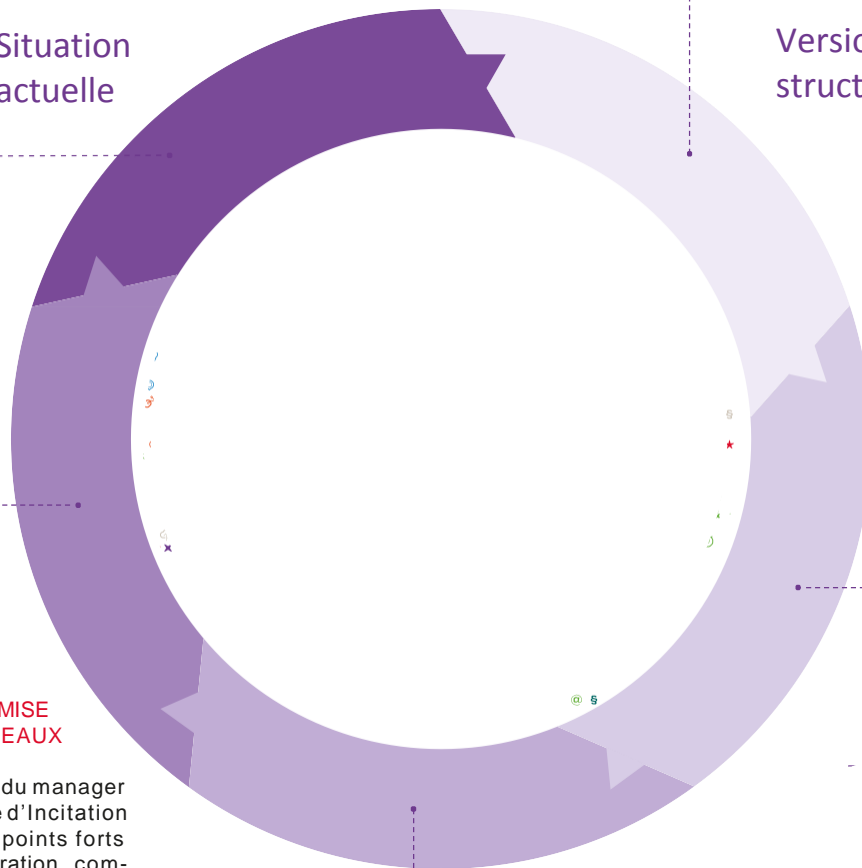 Situation
actuelle
Versio
struct
MISE
EAUX
du manager
e d'Incitation
points forts
ration com-
@ §
§